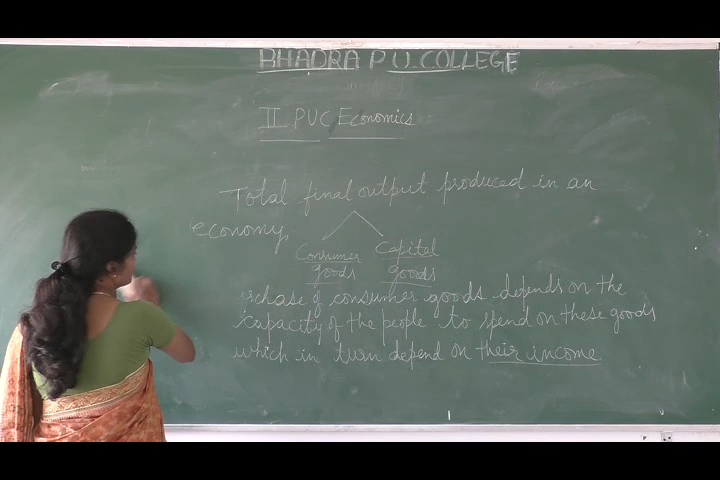 BHADRA P U. COLLEGE
II PUC Economics
Total final output produced in an
economy
Consumer goods
Capital goods
of consumer goods depends on the
capacity of the people to spend on these goods
which in turn depend on their income